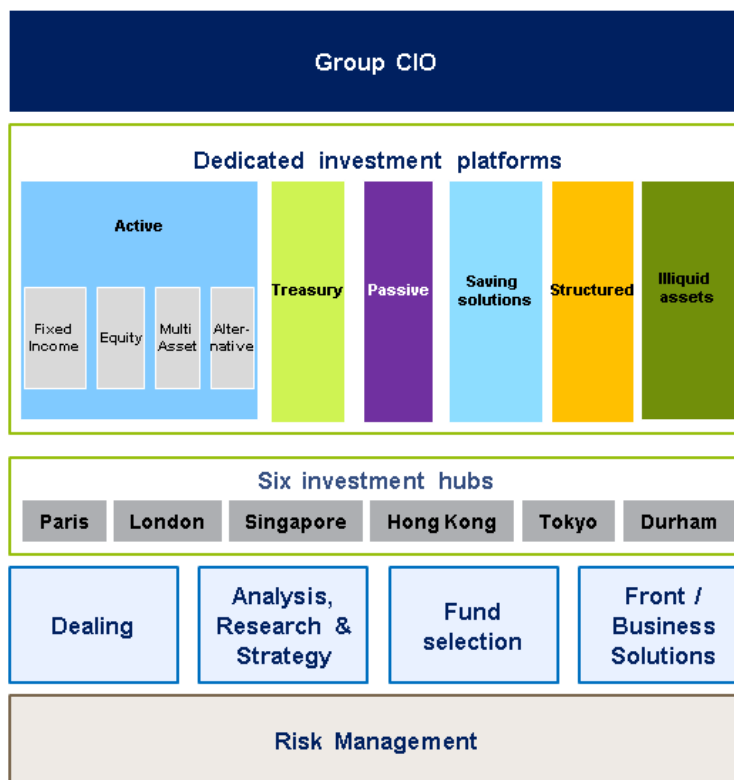 Group CIO
Dedicated investment platforms
Active
Fixed
Income
Equity
Multi
Asset
Alter-
native
Treasury
Passive
Saving
solutions
Structured
Illiquid
assets
Six investment hubs
Paris
London
Singapore
Hong Kong
Tokyo
Durham
Dealing
Analysis,
Research &
Strategy
Fund
selection
Front /
Business
Solutions
Risk Management